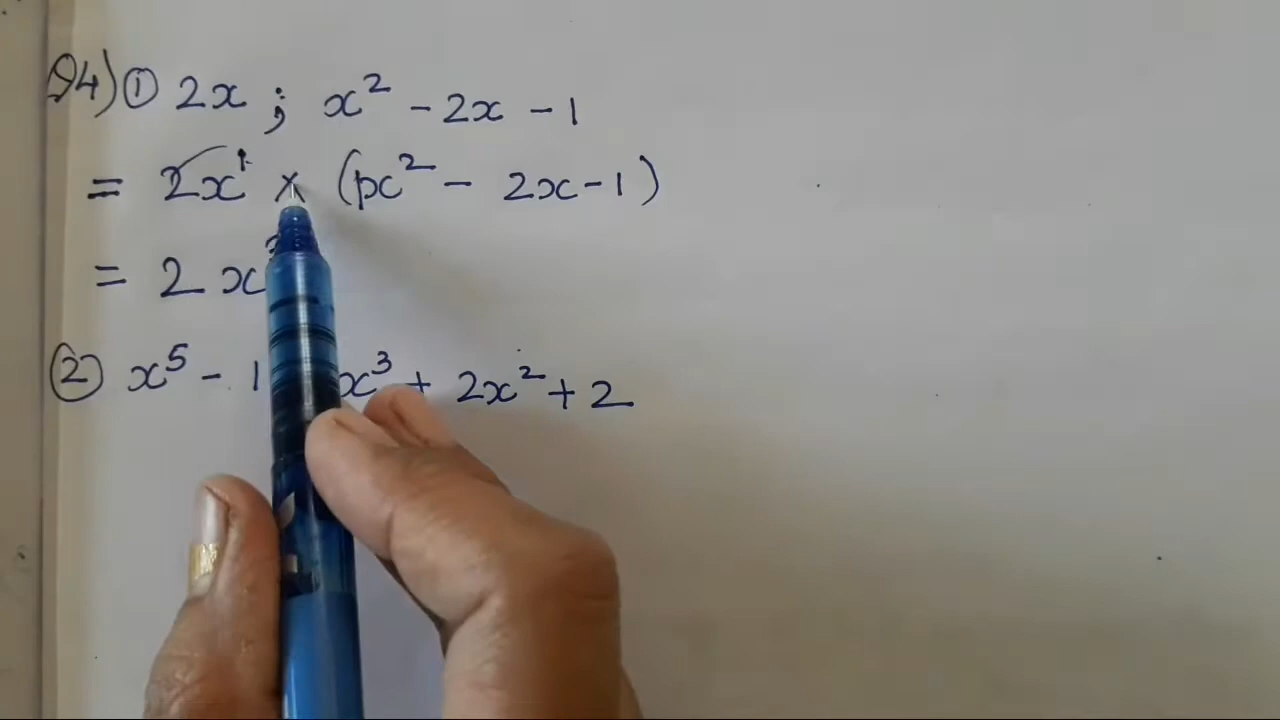 Q4) ① 2x ; x² - 2x - 1
= 2x¹ × (x² - 2x - 1)
= 2x
② x⁵ - 1 x³ + 2x² + 2